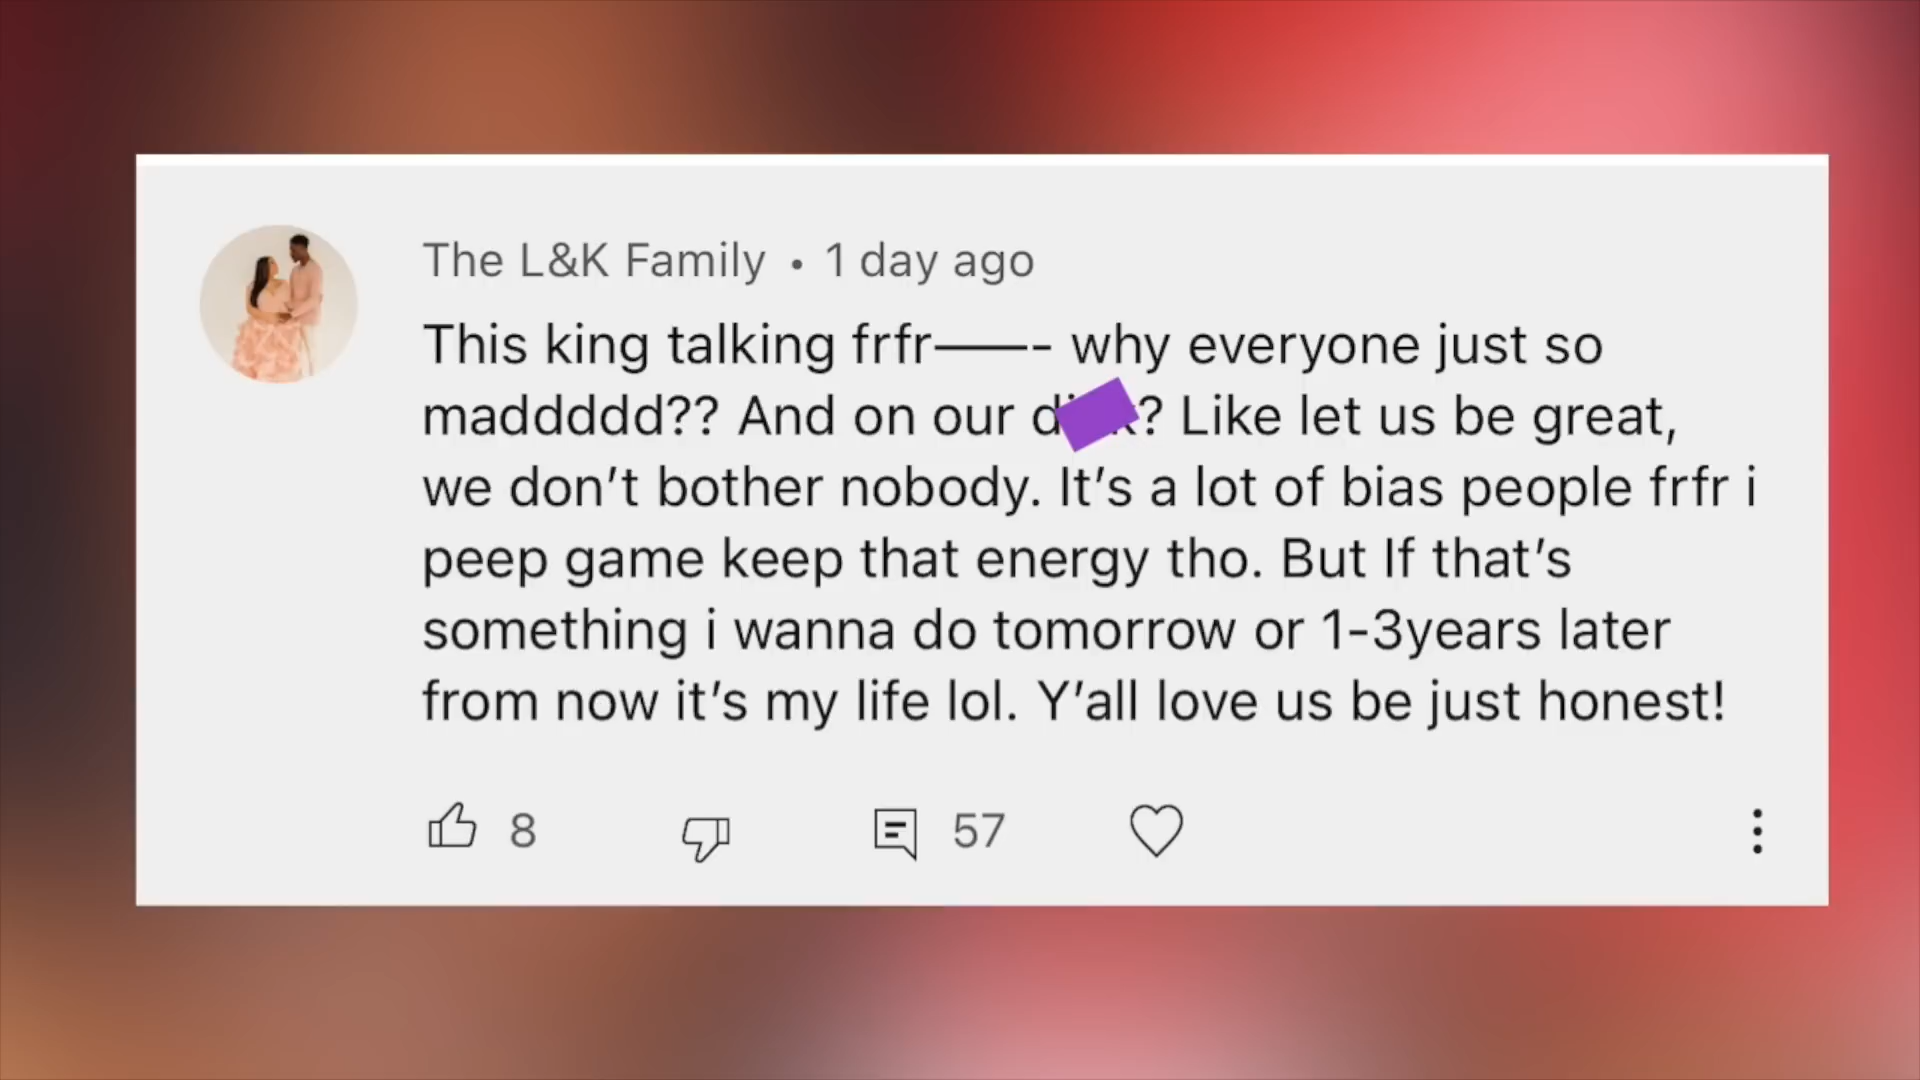 The L&K Family • 1 day ago
This king talking frfr——- why everyone just so
maddddd?? And on our d k? Like let us be great,
we don’t bother nobody. It’s a lot of bias people frfr i
peep game keep that energy tho. But If that’s
something i wanna do tomorrow or 1-3years later
from now it’s my life lol. Y’all love us be just honest!
8 57